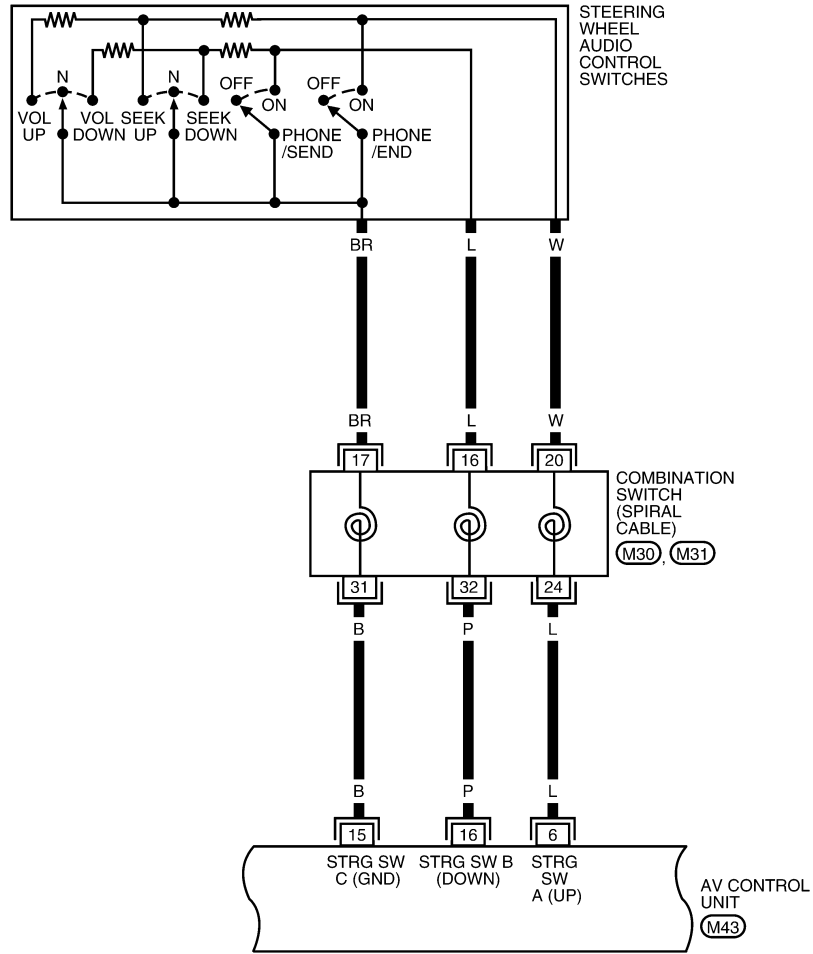 STEERING
WHEEL
AUDIO
CONTROL
SWITCHES
N
N
OFF
ON
OFF
ON
VOL
UP
VOL
DOWN
SEEK
UP
SEEK
DOWN
PHONE
/SEND
PHONE
/END
BR
L
W
BR
L
W
17
16
20
COMBINATION
SWITCH
(SPIRAL
CABLE)
M30 , M31
31
32
24
B
P
L
B
P
L
15
16
6
STRG SW
C (GND)
STRG SW B
(DOWN)
STRG
SW
A (UP)
AV CONTROL
UNIT
M43